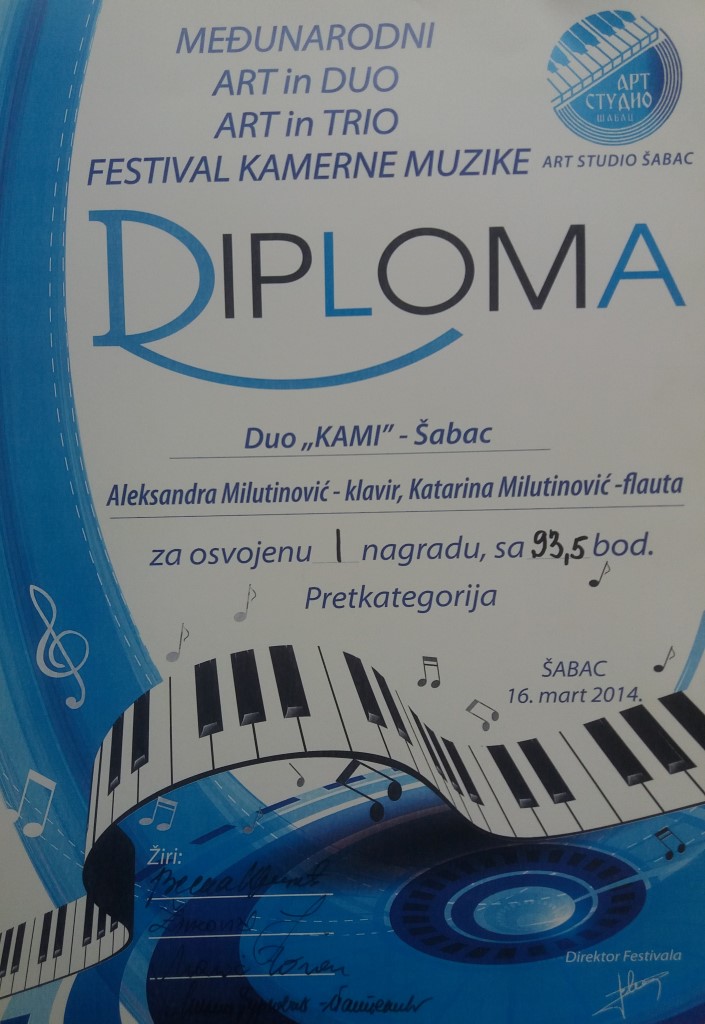 MEĐUNARODNI
ART in DUO
ART in TRIO
FESTIVAL KAMERNE MUZIKE
АРТ
СТУДИО
ШАБАЦ
ART STUDIO ŠABAC
DIPLOMA
Duo „KAMI” - Šabac
Aleksandra Milutinović - klavir, Katarina Milutinović -flauta
za osvojenu I nagradu, sa 93,5 bod.
Pretkategorija
ŠABAC
16. mart 2014.
Žiri:
Direktor Festivala